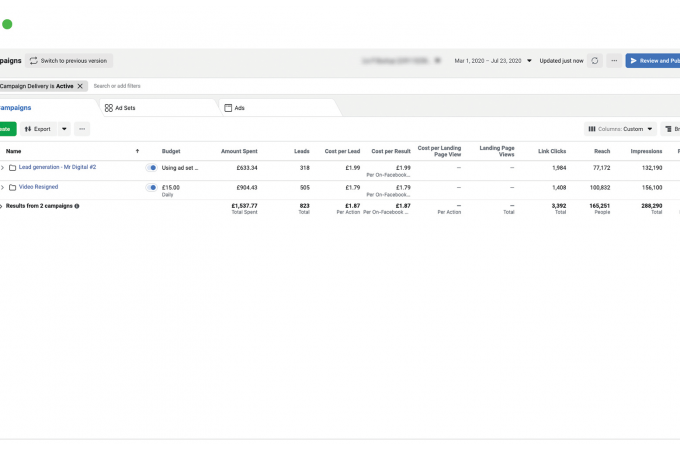 paigns Switch to previous version Mar 1, 2020 – Jul 23, 2020 Updated just now Review and Pub
Campaign Delivery is Active Search or add filters
ampaigns Ad Sets Ads
ate Export Columns: Custom Br
Name Budget Amount Spent Leads Cost per Lead Cost per Result Cost per Landing Page View Landing Page Views Link Clicks Reach Impressions
Lead generation - Mr Digital #2 Using ad set ... £633.34 318 £1.99 £1.99 — — 1,984 77,172 132,190
Per On-Facebook...
Video Resigned £15.00 £904.43 505 £1.79 £1.79 — — 1,408 100,832 156,100
Daily Per On-Facebook...
Results from 2 campaigns £1,537.77 823 £1.87 £1.87 — — 3,392 165,251 288,290
Total Spent Total Per Action Per On-Facebook ... Per Action Total Total People Total